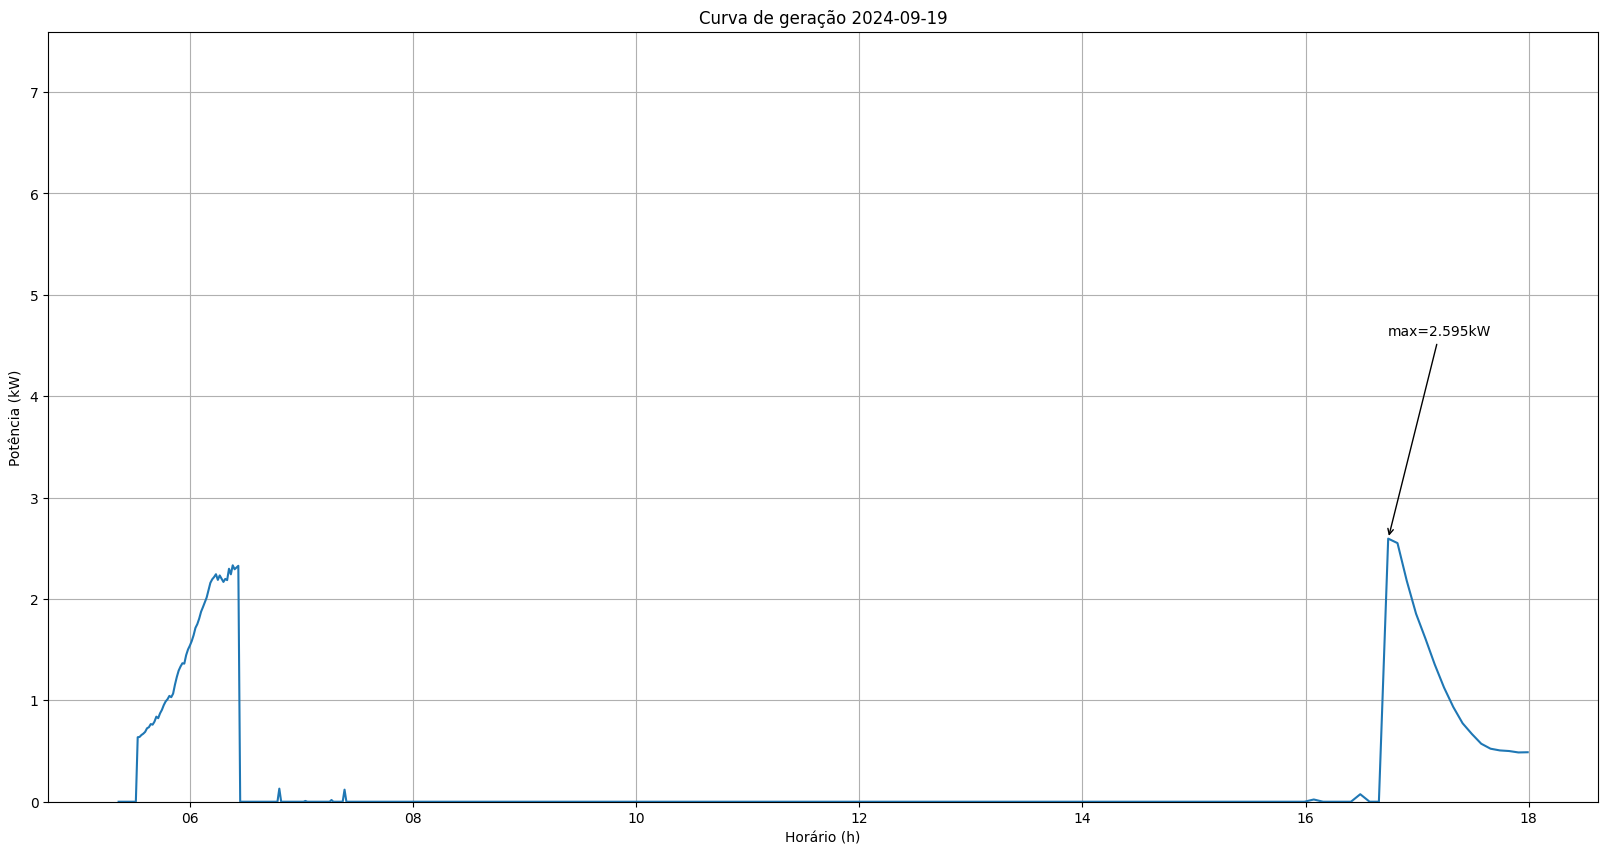 Curva de geração 2024-09-19
7
6
5
4
3
2
1
0
Potência (kW)
max=2.595kW
06 08 10 12 14 16 18
Horário (h)